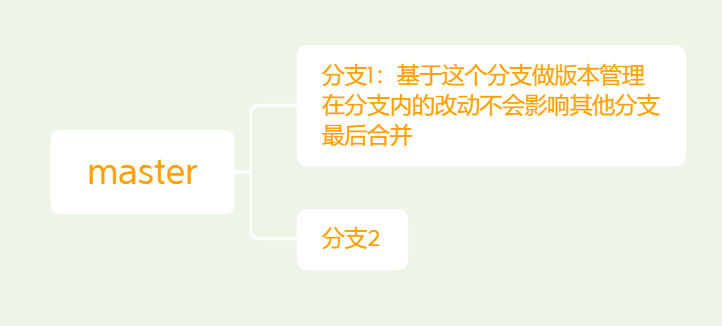 master
分支1：基于这个分支做版本管理
在分支内的改动不会影响其他分支
最后合并
分支2